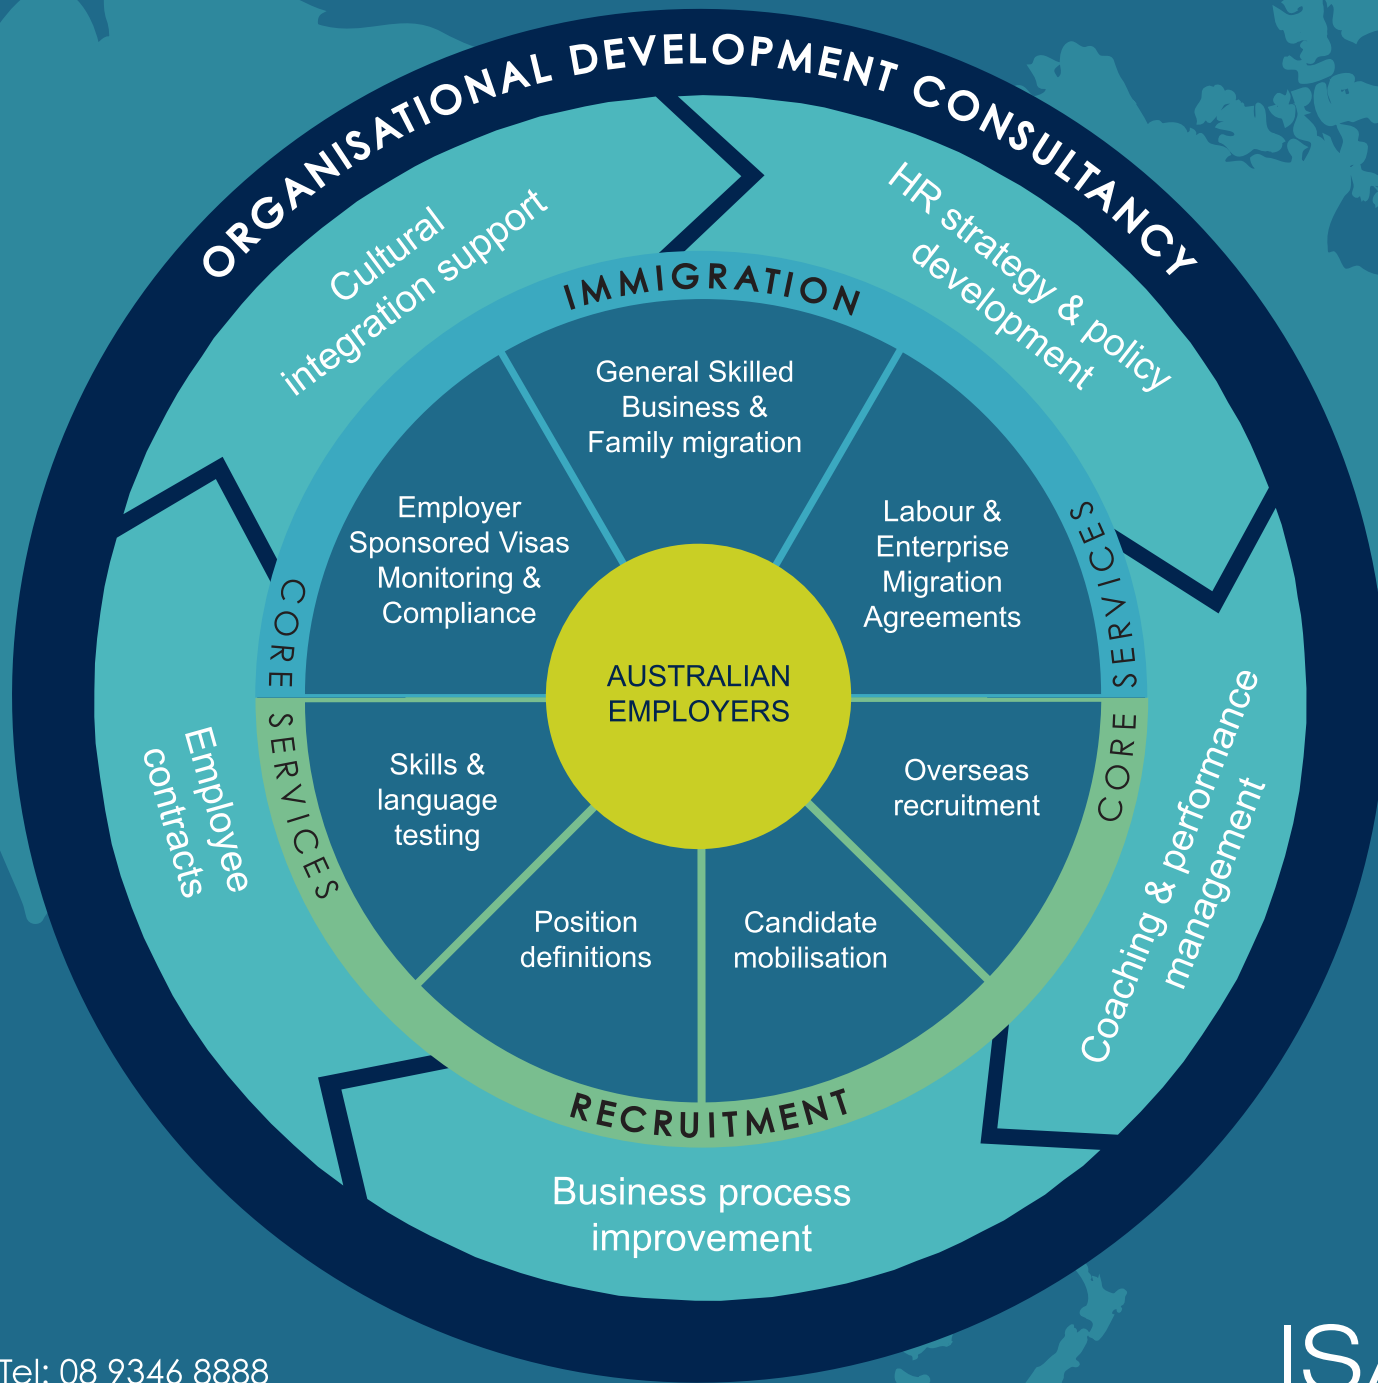 ORGANISATIONAL DEVELOPMENT CONSULTANCY
Cultural
integration support
HR strategy & policy
development
IMMIGRATION
General Skilled
Business &
Family migration
Employer
Sponsored Visas
Monitoring &
Compliance
Labour &
Enterprise
Migration
Agreements
CORE
SERVICES
AUSTRALIAN
EMPLOYERS
SERVICES
CORE
Skills &
language
testing
Overseas
recruitment
Position
definitions
Candidate
mobilisation
Employee
contracts
Coaching & performance
management
RECRUITMENT
Business process
improvement
Tel: 08 9346 8888